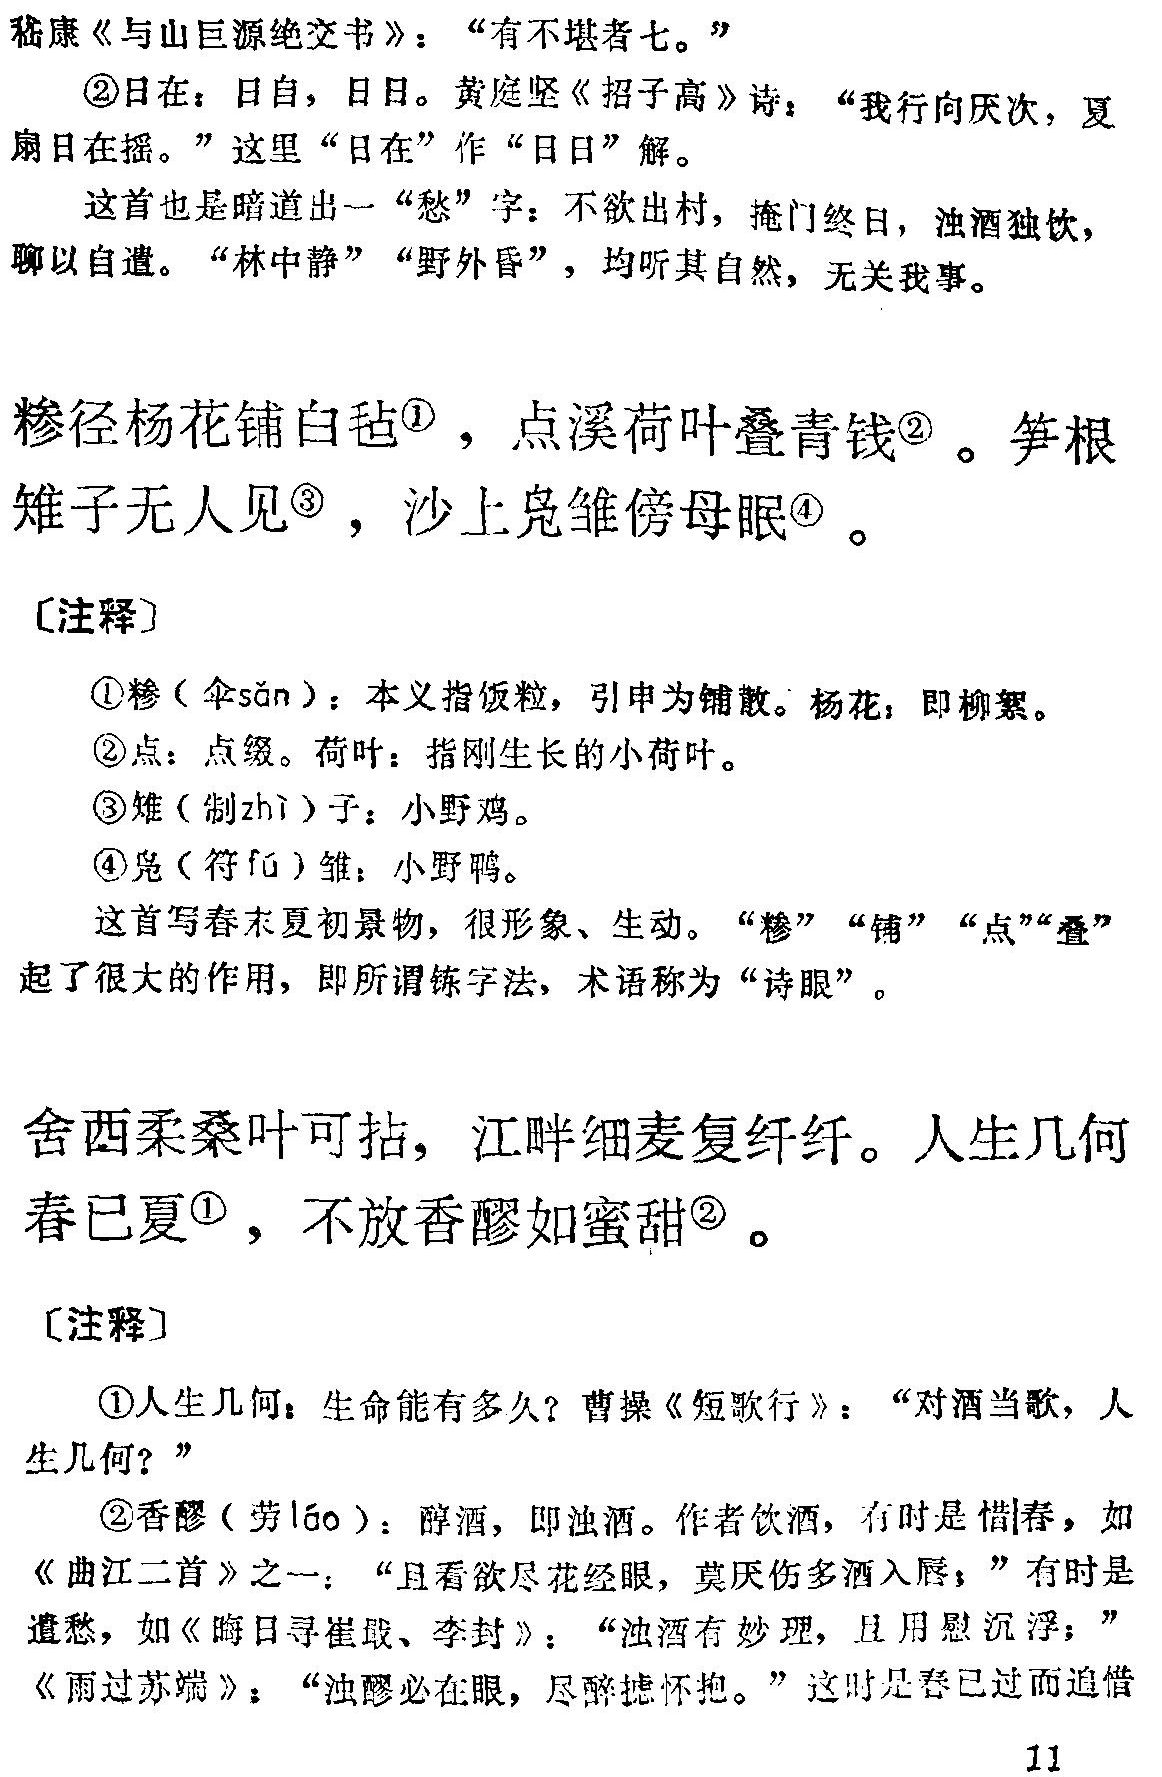 嵇康《与山巨源绝交书》：“有不堪者七。”
②日在：日自，日日。黄庭坚《招子高》诗：“我行向厌次，夏
扇日在摇。”这里“日在”作“日日”解。
这首也是暗道出一“愁”字：不欲出村，掩门终日，浊酒独饮，
聊以自遣。“林中静”“野外昏”，均听其自然，无关我事。
糁径杨花铺白毡①，点溪荷叶叠青钱②。笋根
雉子无人见③，沙上凫雏傍母眠④。
〔注释〕
①糁（伞sǎn）：本义指饭粒，引申为铺散。杨花：即柳絮。
②点：点缀。荷叶：指刚生长的小荷叶。
③雉（制zhì）子：小野鸡。
④凫（符fú）雏：小野鸭。
这首写春末夏初景物，很形象、生动。“糁”“铺”“点”“叠”
起了很大的作用，即所谓练字法，术语称为“诗眼”。
舍西柔桑叶可拈，江畔细麦复纤纤。人生几何
春已夏①，不放香醪如蜜甜②。
〔注释〕
①人生几何：生命能有多久？曹操《短歌行》：“对酒当歌，人
生几何？”
②香醪（劳láo）：醇酒，即浊酒。作者饮酒，有时是惜春，如
《曲江二首》之一：“且看欲尽花经眼，莫厌伤多酒入唇；”有时是
遣愁，如《晦日寻崔戢、李封》：“浊酒有妙理，且用慰沉浮；”
《雨过苏端》：“浊醪必在眼，尽醉摅怀抱。”这时是春已过而追惜
11